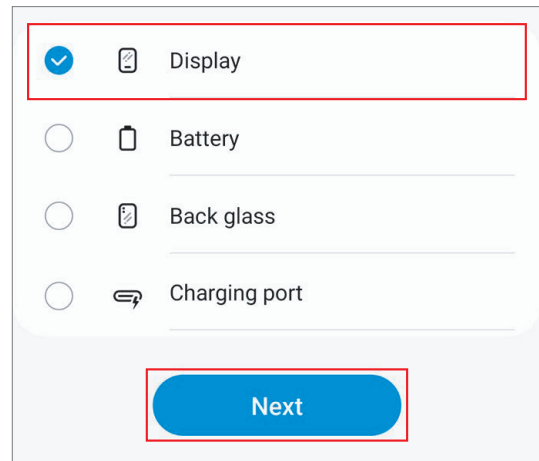 Display
Battery
Back glass
Charging port
Next